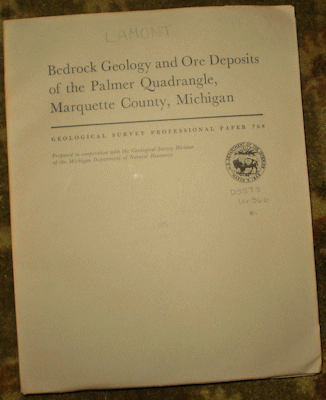 LAMONT
Bedrock Geology and Ore Deposits
of the Palmer Quadrangle,
Marquette County, Michigan
GEOLOGICAL SURVEY PROFESSIONAL PAPER 769
Prepared in cooperation with the Geological Survey Division
of the Michigan Department of Natural Resources